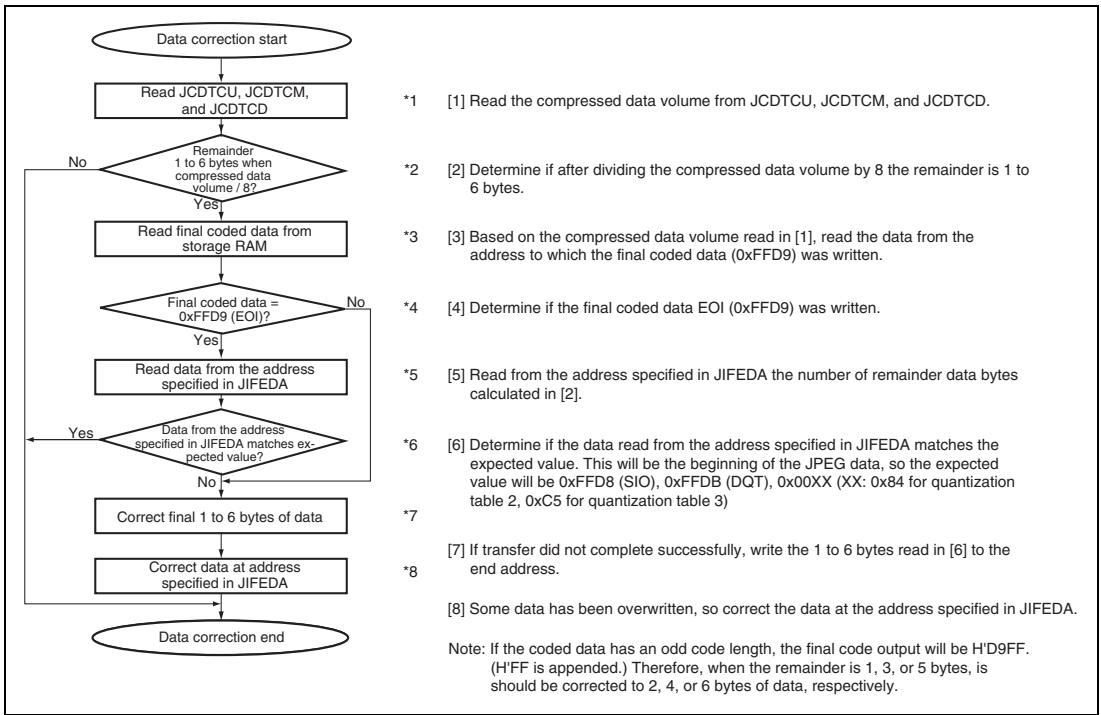 Data correction start
Read JCDTCU, JCDTCM,
and JCDTCD
*1 [1] Read the compressed data volume from JCDTCU, JCDTCM, and JCDTCD.
Remainder
1 to 6 bytes when
compressed data
volume / 8?
No
Yes
*2 [2] Determine if after dividing the compressed data volume by 8 the remainder is 1 to
6 bytes.
Read final coded data from
storage RAM
*3 [3] Based on the compressed data volume read in [1], read the data from the
address to which the final coded data (0xFFD9) was written.
Final coded data =
0xFFD9 (EOI)?
No
Yes
*4 [4] Determine if the final coded data EOI (0xFFD9) was written.
Read data from the address
specified in JIFEDA
*5 [5] Read from the address specified in JIFEDA the number of remainder data bytes
calculated in [2].
Data from the address
specified in JIFEDA matches ex-
pected value?
Yes
No
*6 [6] Determine if the data read from the address specified in JIFEDA matches the
expected value. This will be the beginning of the JPEG data, so the expected
value will be 0xFFD8 (SIO), 0xFFDB (DQT), 0x00XX (XX: 0x84 for quantization
table 2, 0xC5 for quantization table 3)
Correct final 1 to 6 bytes of data
*7
[7] If transfer did not complete successfully, write the 1 to 6 bytes read in [6] to the
end address.
Correct data at address
specified in JIFEDA
*8
[8] Some data has been overwritten, so correct the data at the address specified in JIFEDA.
Data correction end
Note: If the coded data has an odd code length, the final code output will be H'D9FF.
(H'FF is appended.) Therefore, when the remainder is 1, 3, or 5 bytes, is
should be corrected to 2, 4, or 6 bytes of data, respectively.